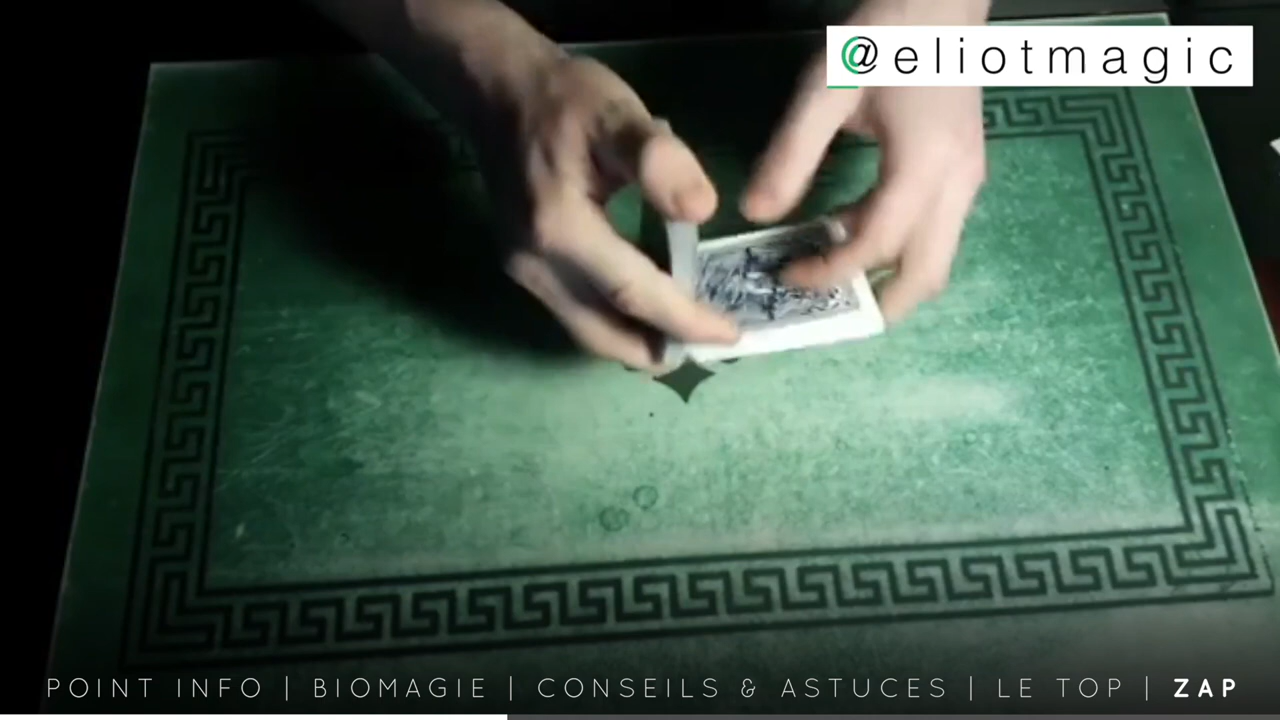 @eliotmagic
POINT INFO | BIOMAGIE | CONSEILS & ASTUCES | LE TOP | ZAP